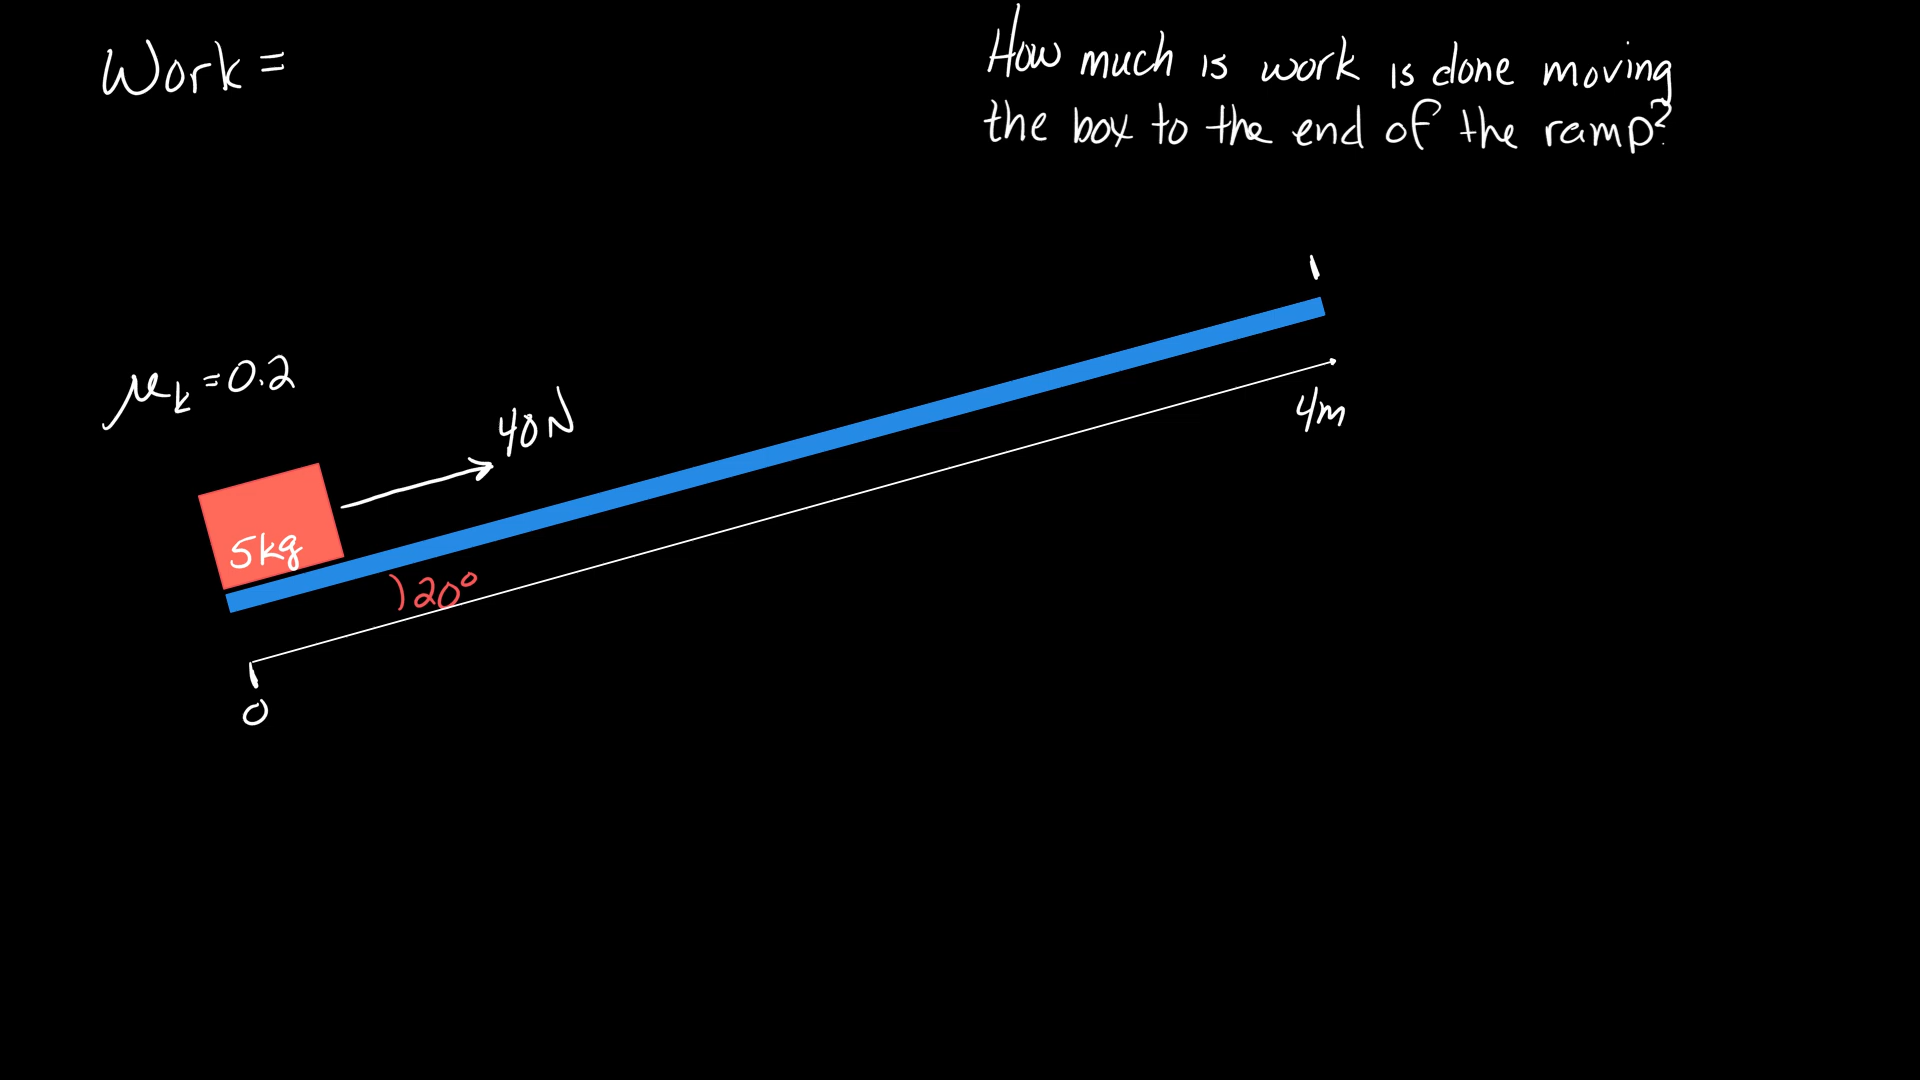 Work =
How much is work is done moving
the box to the end of the ramp?
μk = 0.2
40N
4m
5kg
20°
0